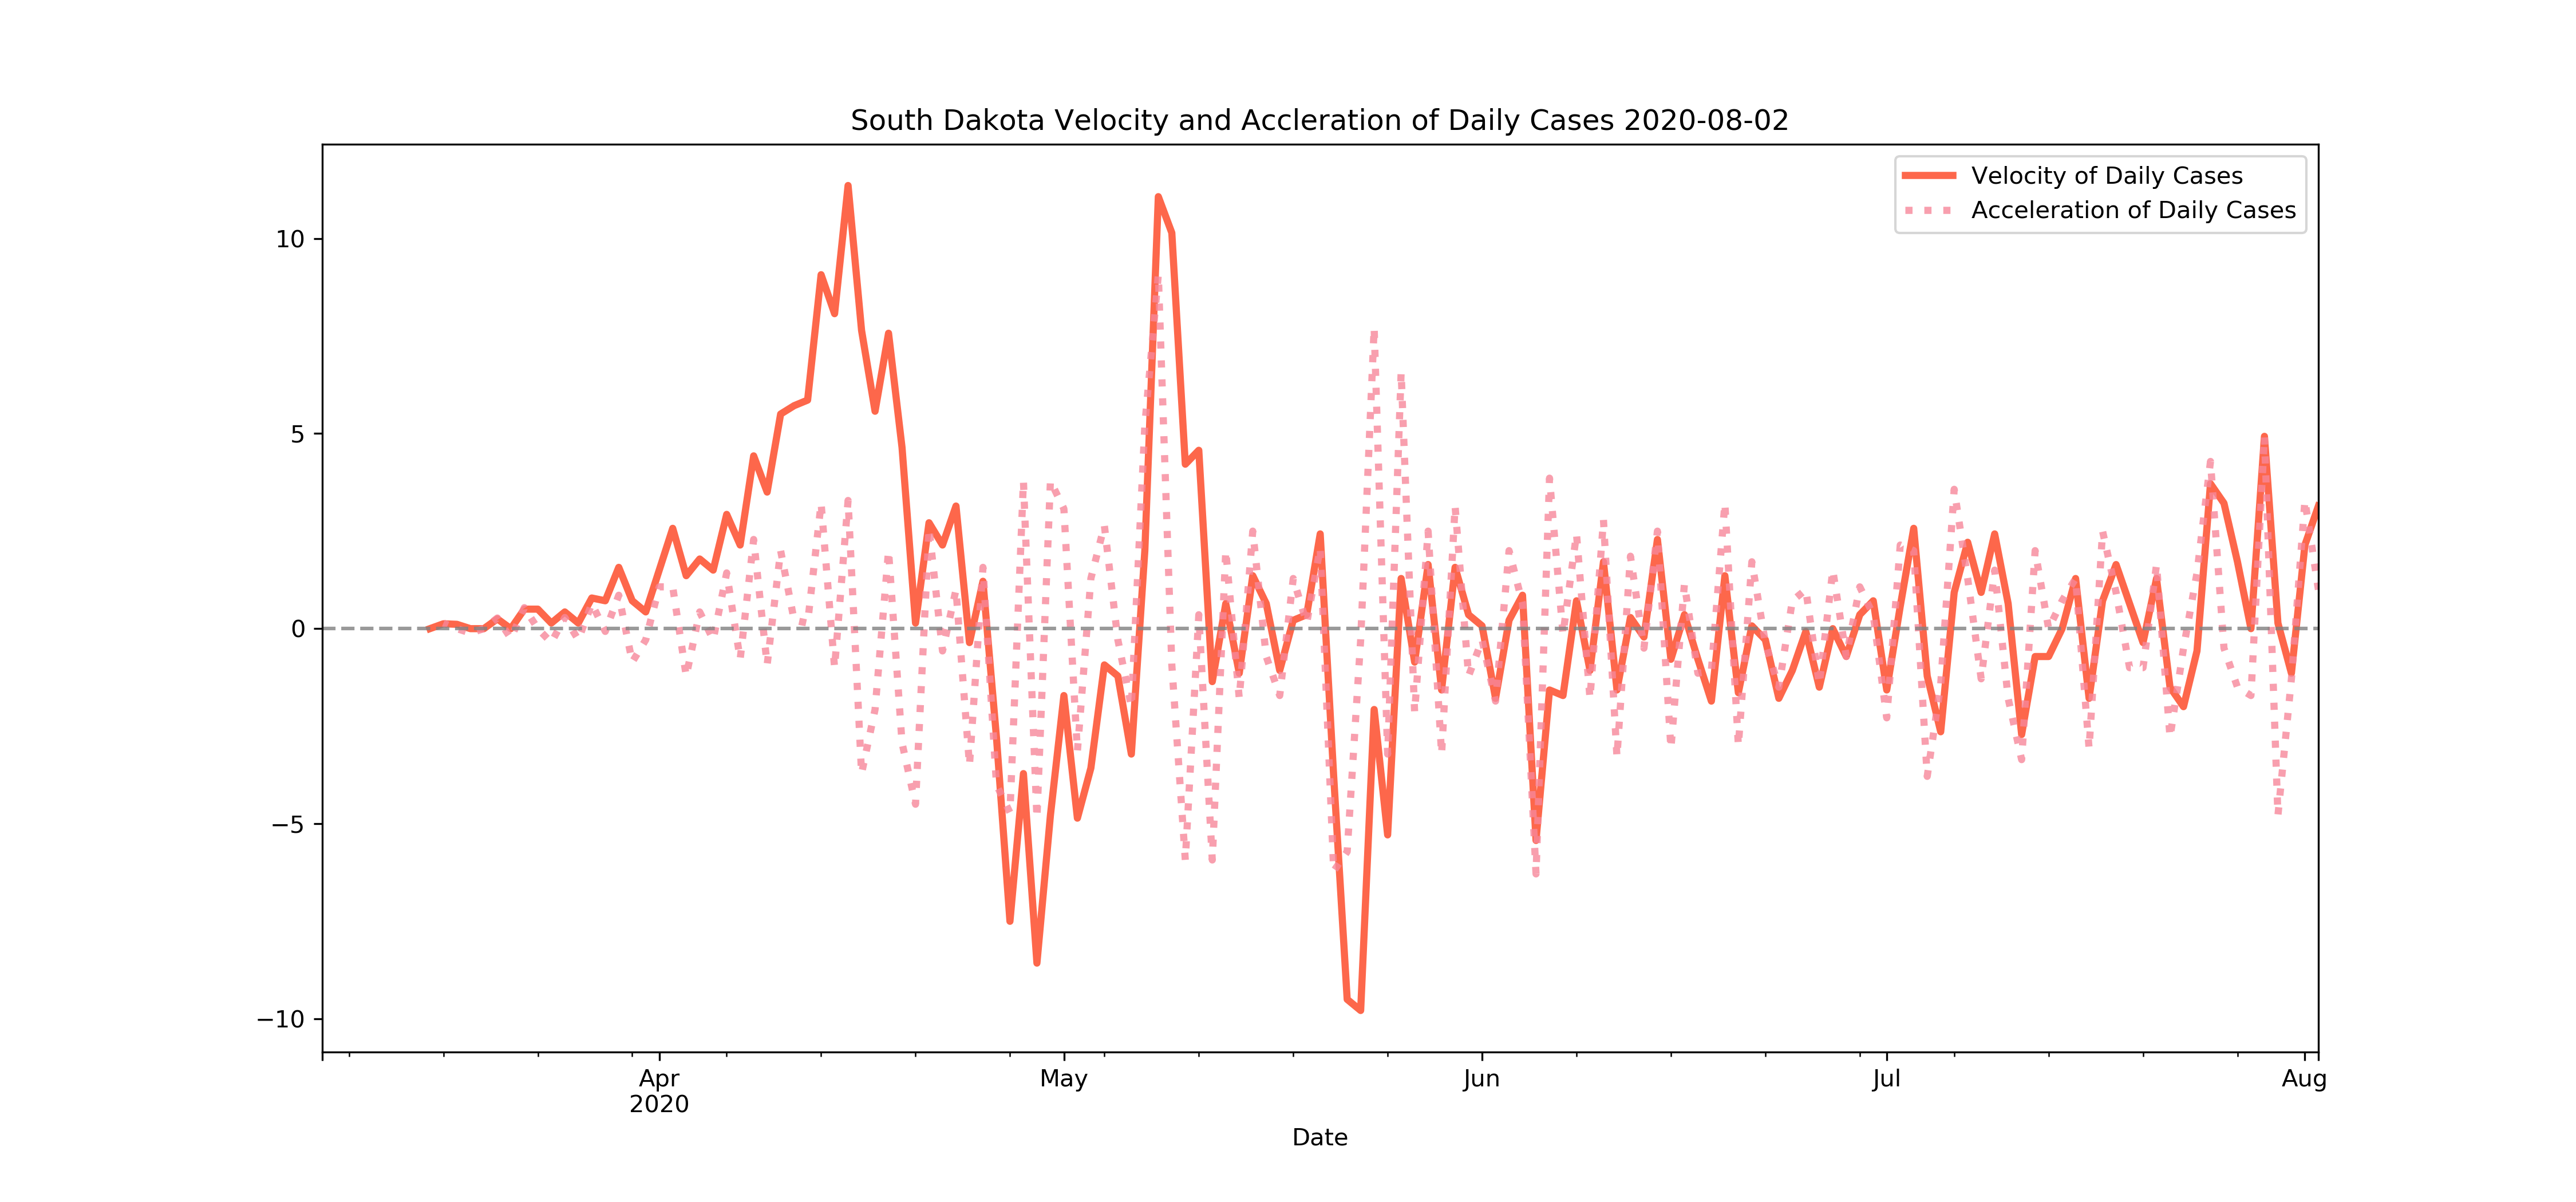 South Dakota Velocity and Accleration of Daily Cases 2020-08-02
Velocity of Daily Cases
Acceleration of Daily Cases
10
5
0
−5
−10
Apr
2020
May
Jun
Jul
Aug
Date